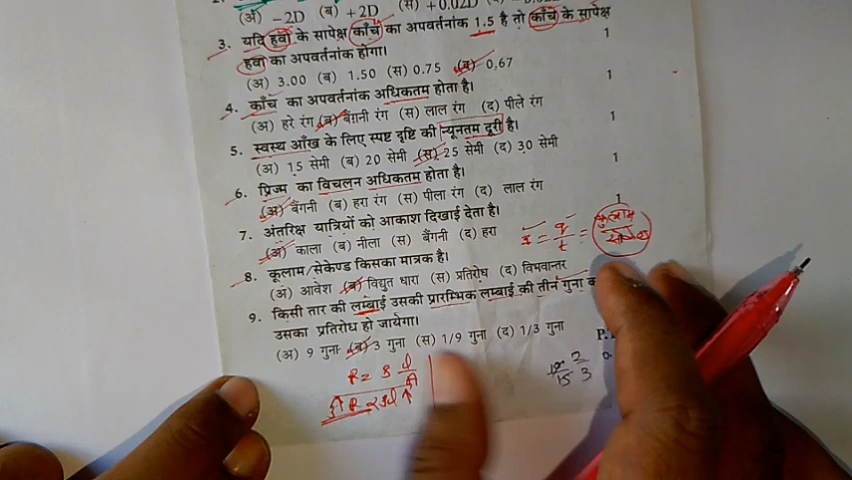 (अ) -2D (ब) +2D (स) +0.02D
3. यदि हवा के सापेक्ष काँच का अपवर्तनांक 1.5 है तो काँच के सापेक्ष
हवा का अपवर्तनांक होगा। 1
(अ) 3.00 (ब) 1.50 (स) 0.75 (ब) 0,67
4. काँच का अपवर्तनांक अधिकतम होता है। 1
(अ) हरे रंग (ब) बैंगनी रंग (स) लाल रंग (द) पीले रंग
5. स्वस्थ आँख के लिए स्पष्ट दृष्टि की न्यूनतम दूरी है। 1
(अ) 15 सेमी (ब) 20 सेमी (स) 25 सेमी (द) 30 सेमी
6. प्रिज्म का विचलन अधिकतम होता है। 1
(अ) बैंगनी (ब) हरा रंग (स) पीला रंग (द) लाल रंग
7. अंतरिक्ष यात्रियों को आकाश दिखाई देता है। 1
(अ) काला (ब) नीला (स) बैंगनी (द) हरा
8. कूलाम/सेकेण्ड किसका मात्रक है।
(अ) आवेश (ब) विद्युत धारा (स) प्रतिरोध (द) विभवान्तर
9. किसी तार की लम्बाई उसकी प्रारम्भिक लम्बाई की तीन गुना
उसका प्रतिरोध हो जायेगा।
(अ) 9 गुना (ब) 3 गुना (स) 1/9 गुना (द) 1/3 गुना